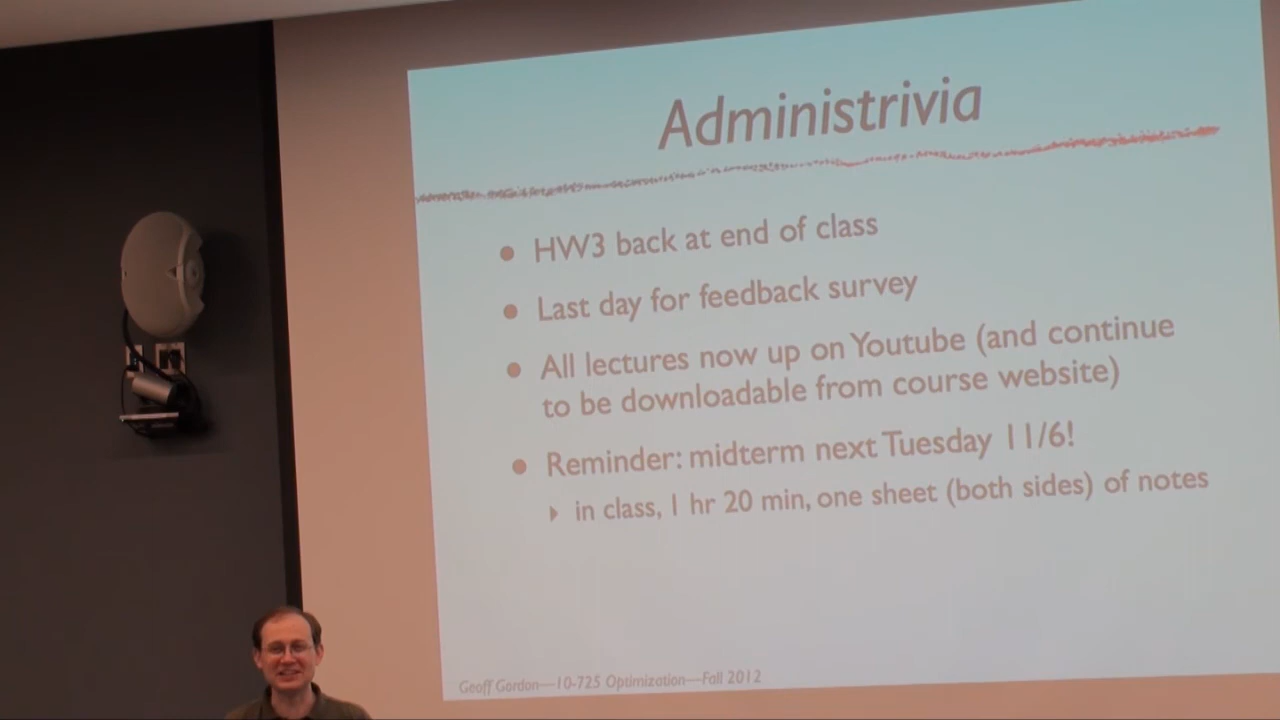 Administrivia
• HW3 back at end of class
• Last day for feedback survey
• All lectures now up on Youtube (and continue
to be downloadable from course website)
• Reminder: midterm next Tuesday 11/6!
‣ in class, 1 hr 20 min, one sheet (both sides) of notes
Geoff Gordon—10-725 Optimization—Fall 2012